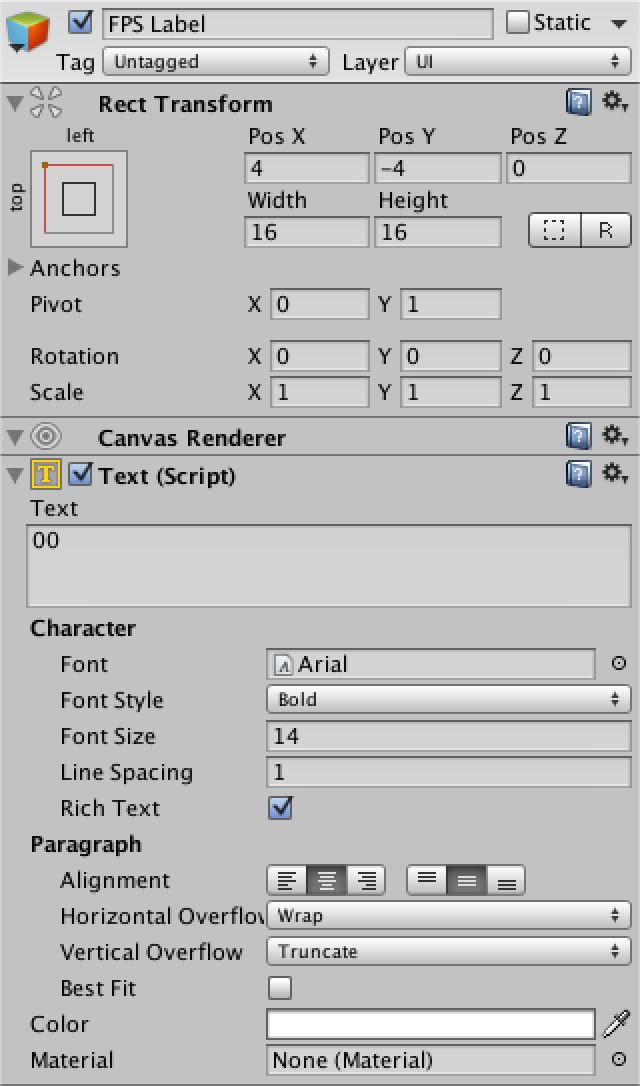 FPS Label Static
Tag Untagged Layer UI
Rect Transform
left Pos X Pos Y Pos Z
top 4 −4 0
Width Height
16 16 R
Anchors
Pivot X 0 Y 1
Rotation X 0 Y 0 Z 0
Scale X 1 Y 1 Z 1
Canvas Renderer
T Text (Script)
Text
00
Character
Font Arial
Font Style Bold
Font Size 14
Line Spacing 1
Rich Text
Paragraph
Alignment
Horizontal Overflow Wrap
Vertical Overflow Truncate
Best Fit
Color
Material None (Material)